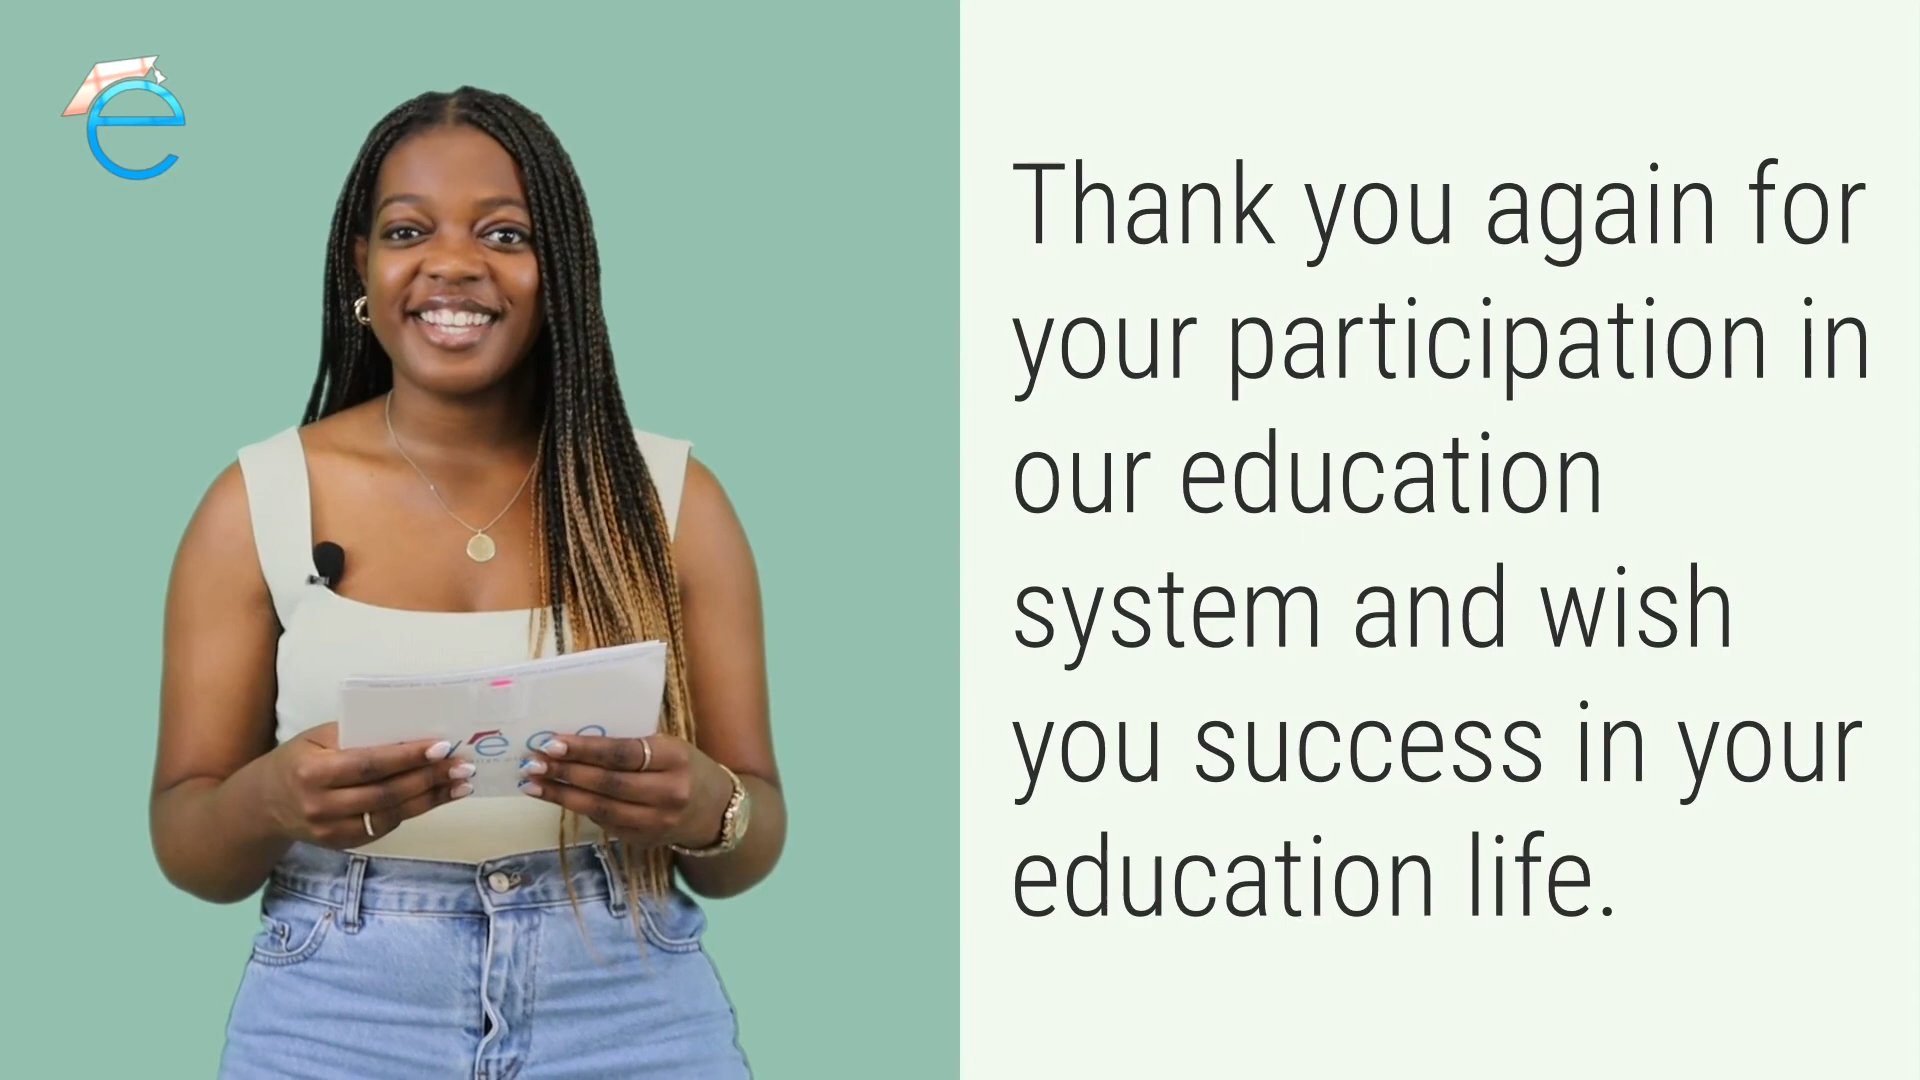 e
Thank you again for
your participation in
our education
system and wish
you success in your
education life.